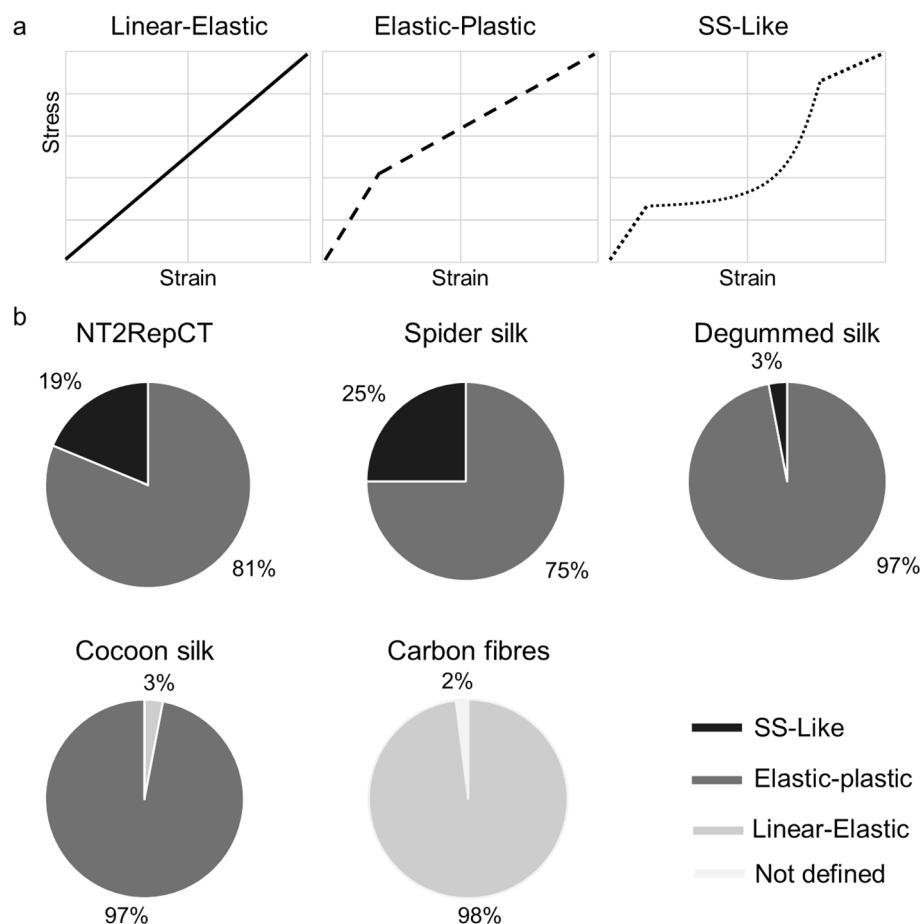 a
Linear-Elastic
Elastic-Plastic
SS-Like
Stress
Strain
Strain
Strain
b
NT2RepCT
Spider silk
Degummed silk
19%
81%
25%
75%
3%
97%
Cocoon silk
Carbon fibres
3%
97%
2%
98%
SS-Like
Elastic-plastic
Linear-Elastic
Not defined